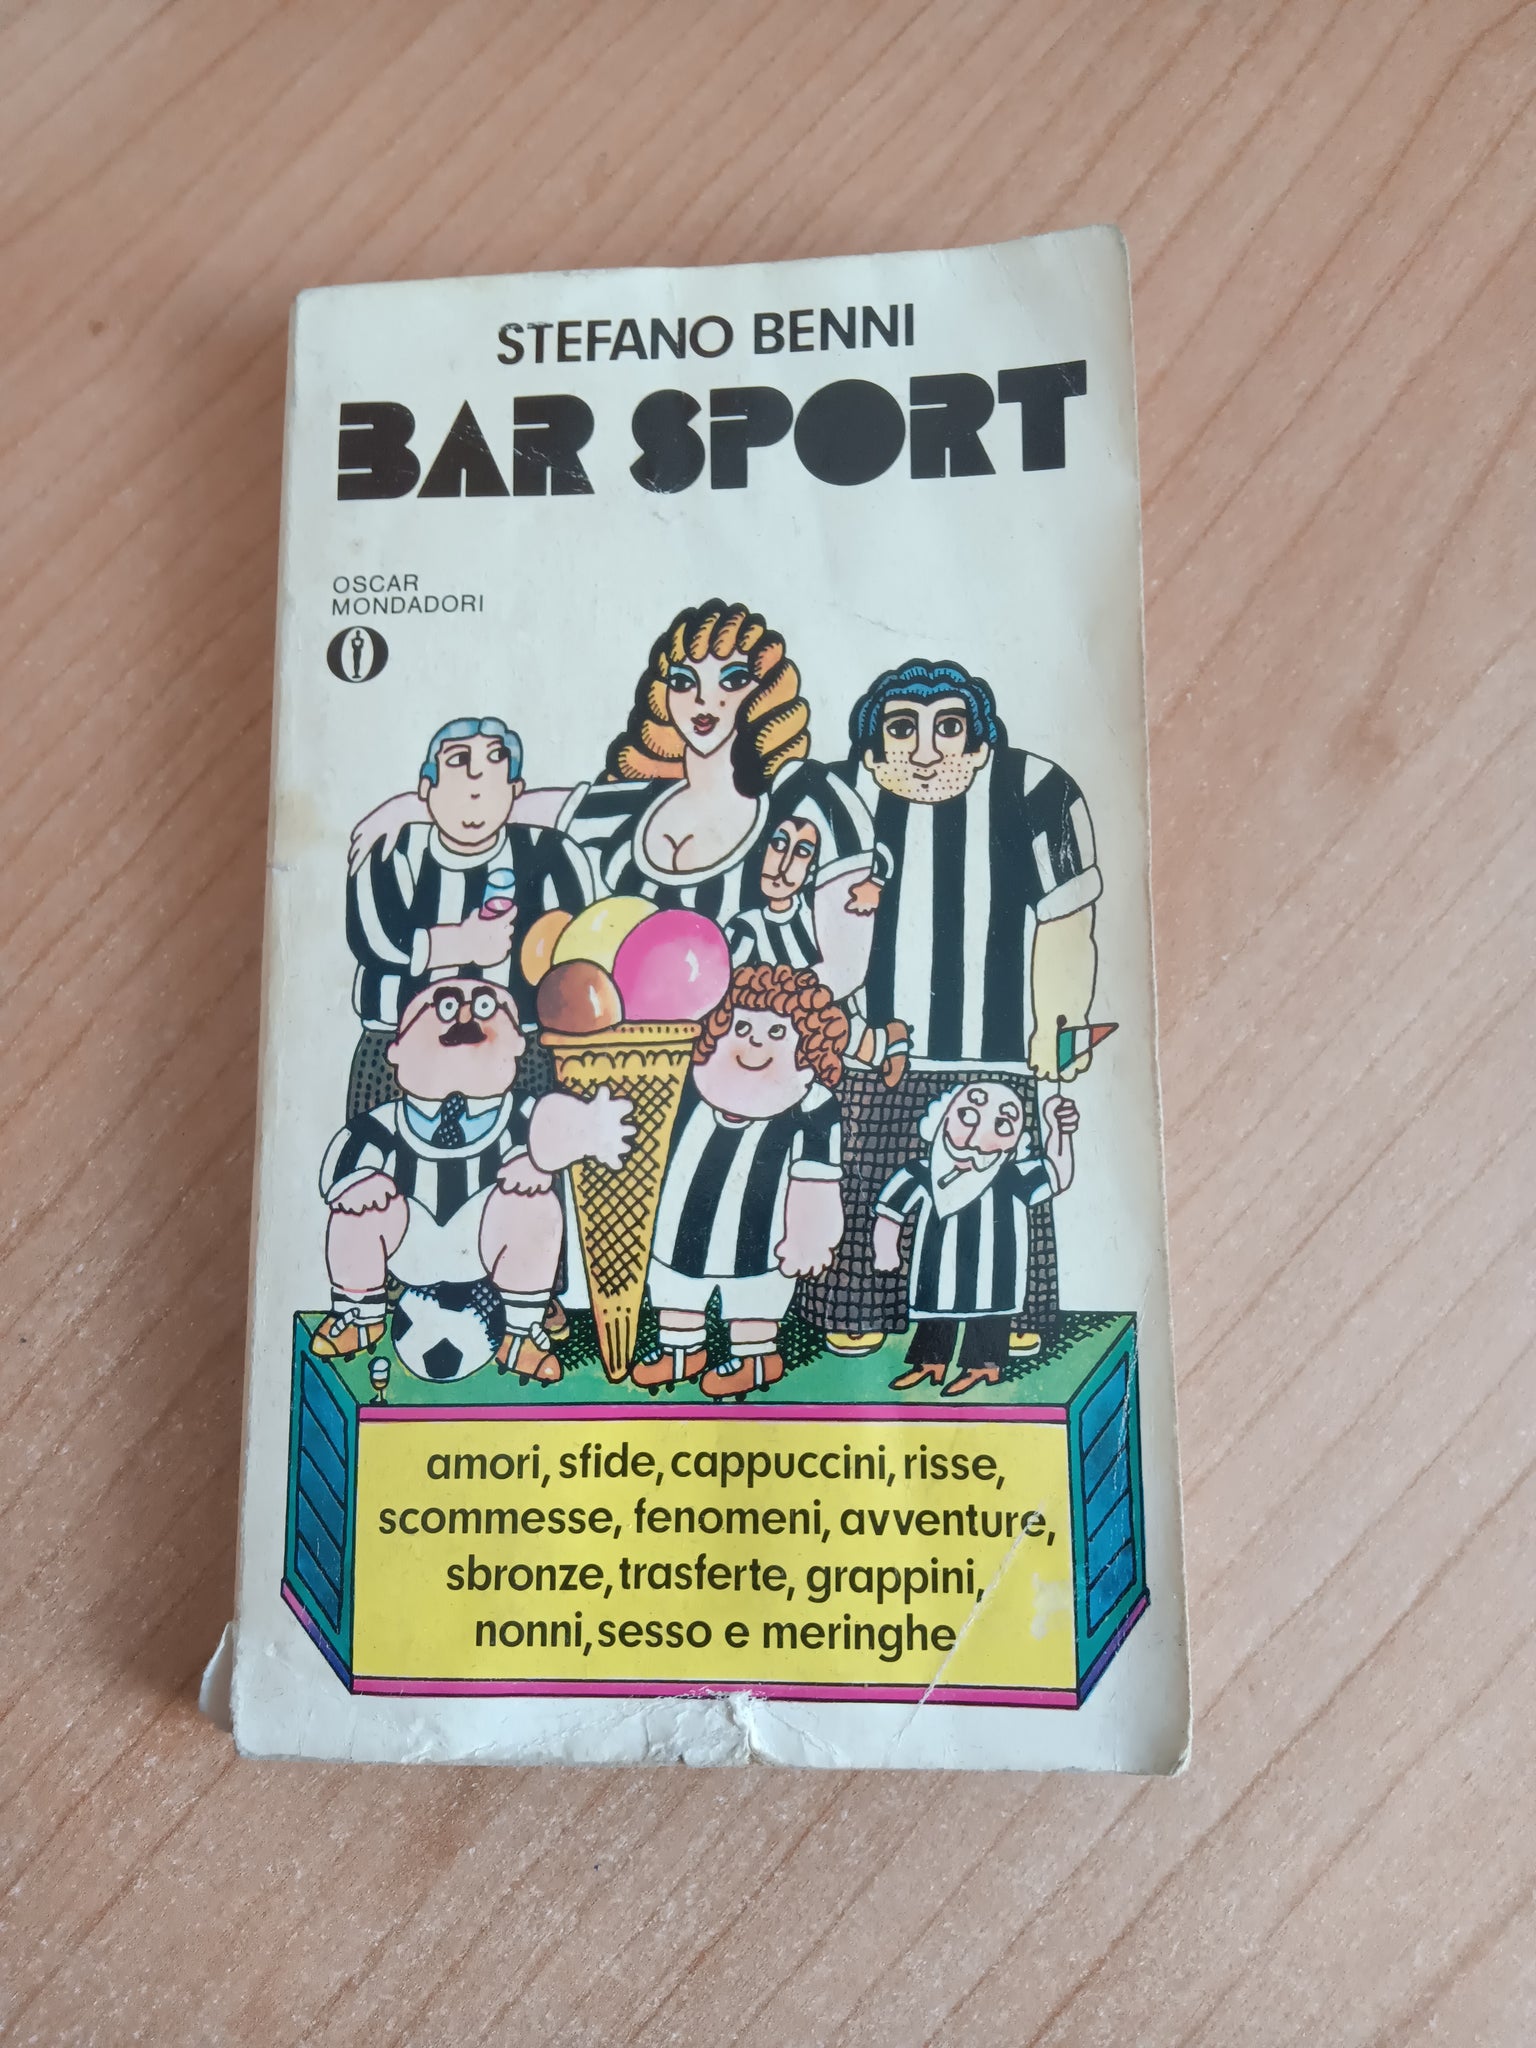 STEFANO BENNI
BAR SPORT
OSCAR
MONDADORI
amori, sfide, cappuccini, risse,
scommesse, fenomeni, avventure,
sbronze, trasferte, grappini,
nonni, sesso e meringhe